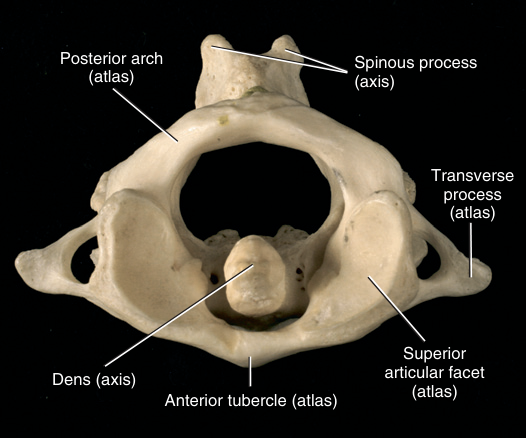 Posterior arch
(atlas)
Spinous process
(axis)
Transverse
process
(atlas)
Dens (axis)
Anterior tubercle (atlas)
Superior
articular facet
(atlas)